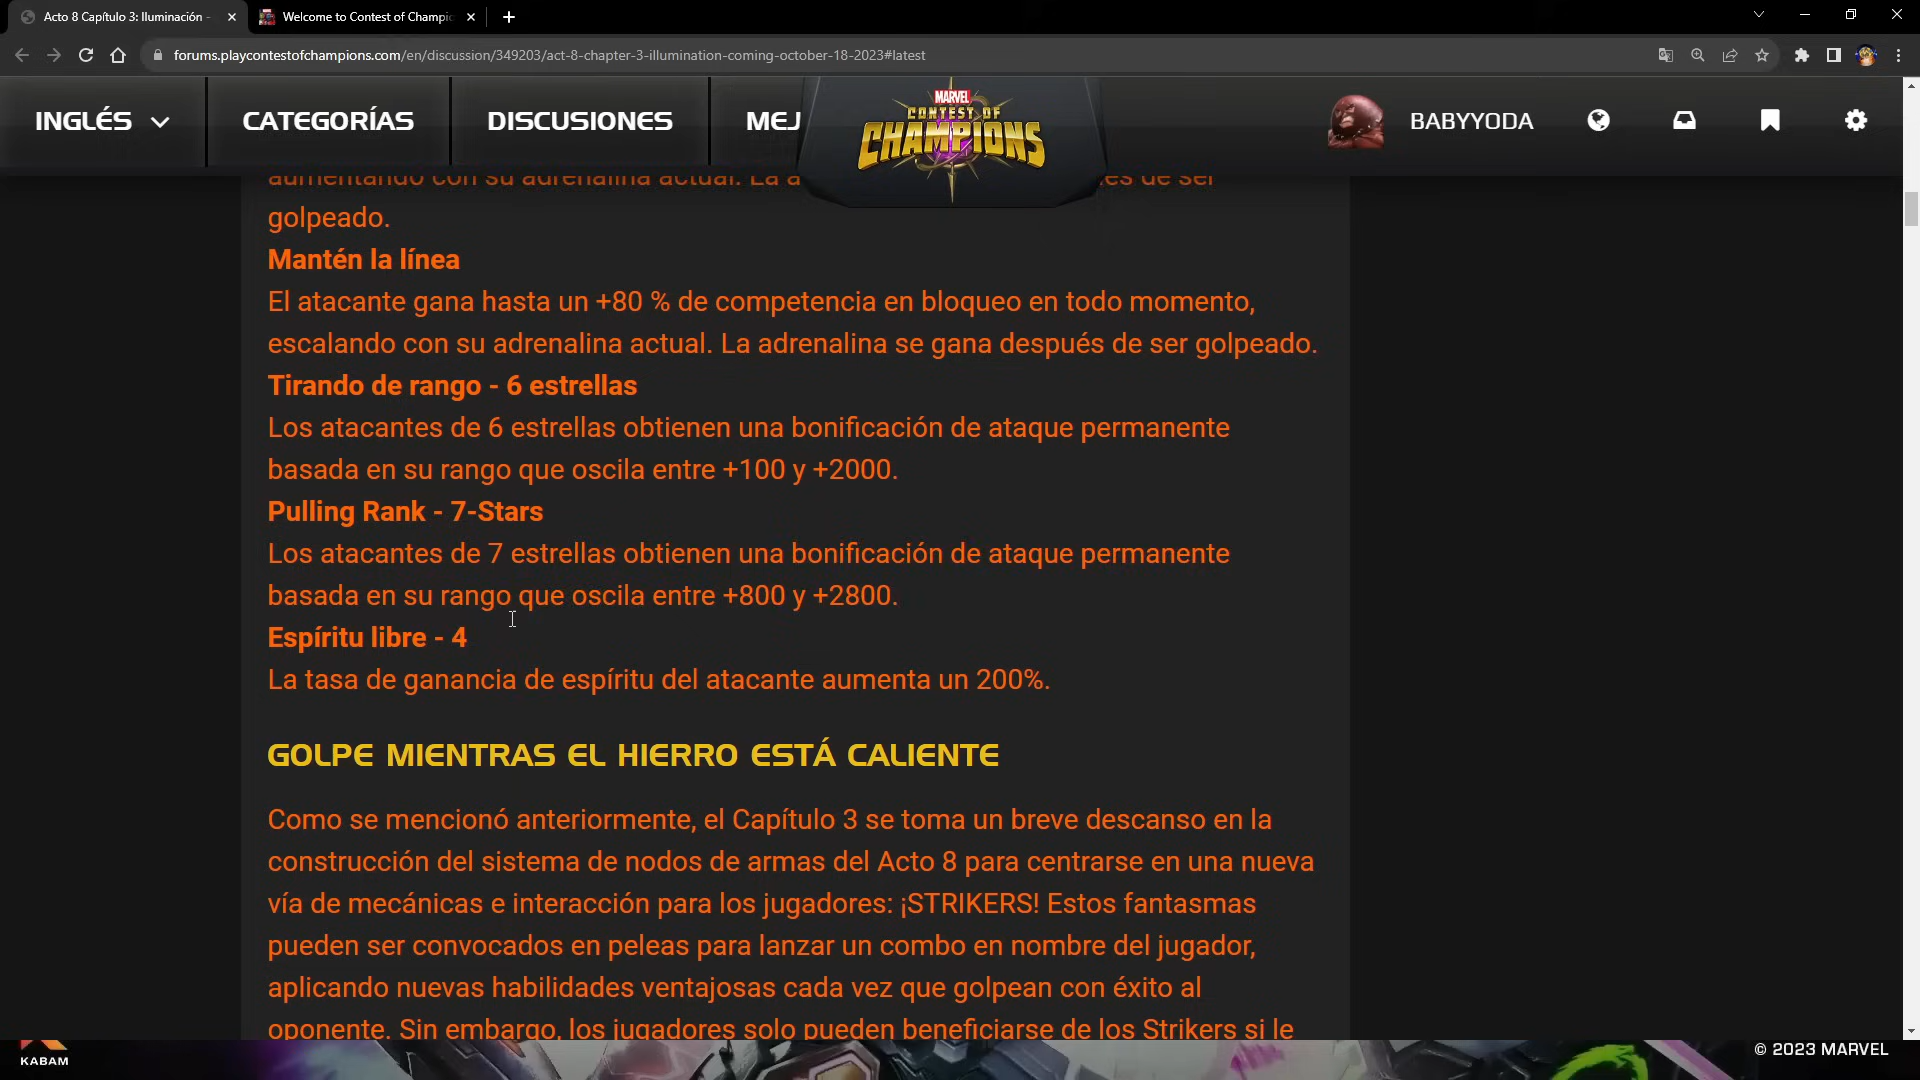 Acto 8 Capítulo 3: Iluminación -
Welcome to Contest of Champio
forums.playcontestofchampions.com/en/discussion/349203/act-8-chapter-3-illumination-coming-october-18-2023#latest
INGLÉS
CATEGORÍAS
DISCUSIONES
MEJ
MARVEL
CONTEST OF
CHAMPIONS
BABYYODA
aumentando con su adrenalina actual. La a es de ser
golpeado.
Mantén la línea
El atacante gana hasta un +80 % de competencia en bloqueo en todo momento,
escalando con su adrenalina actual. La adrenalina se gana después de ser golpeado.
Tirando de rango - 6 estrellas
Los atacantes de 6 estrellas obtienen una bonificación de ataque permanente
basada en su rango que oscila entre +100 y +2000.
Pulling Rank - 7-Stars
Los atacantes de 7 estrellas obtienen una bonificación de ataque permanente
basada en su rango que oscila entre +800 y +2800.
Espíritu libre - 4
La tasa de ganancia de espíritu del atacante aumenta un 200%.
GOLPE MIENTRAS EL HIERRO ESTÁ CALIENTE
Como se mencionó anteriormente, el Capítulo 3 se toma un breve descanso en la
construcción del sistema de nodos de armas del Acto 8 para centrarse en una nueva
vía de mecánicas e interacción para los jugadores: ¡STRIKERS! Estos fantasmas
pueden ser convocados en peleas para lanzar un combo en nombre del jugador,
aplicando nuevas habilidades ventajosas cada vez que golpean con éxito al
oponente. Sin embargo, los jugadores solo pueden beneficiarse de los Strikers si le
KABAM
© 2023 MARVEL